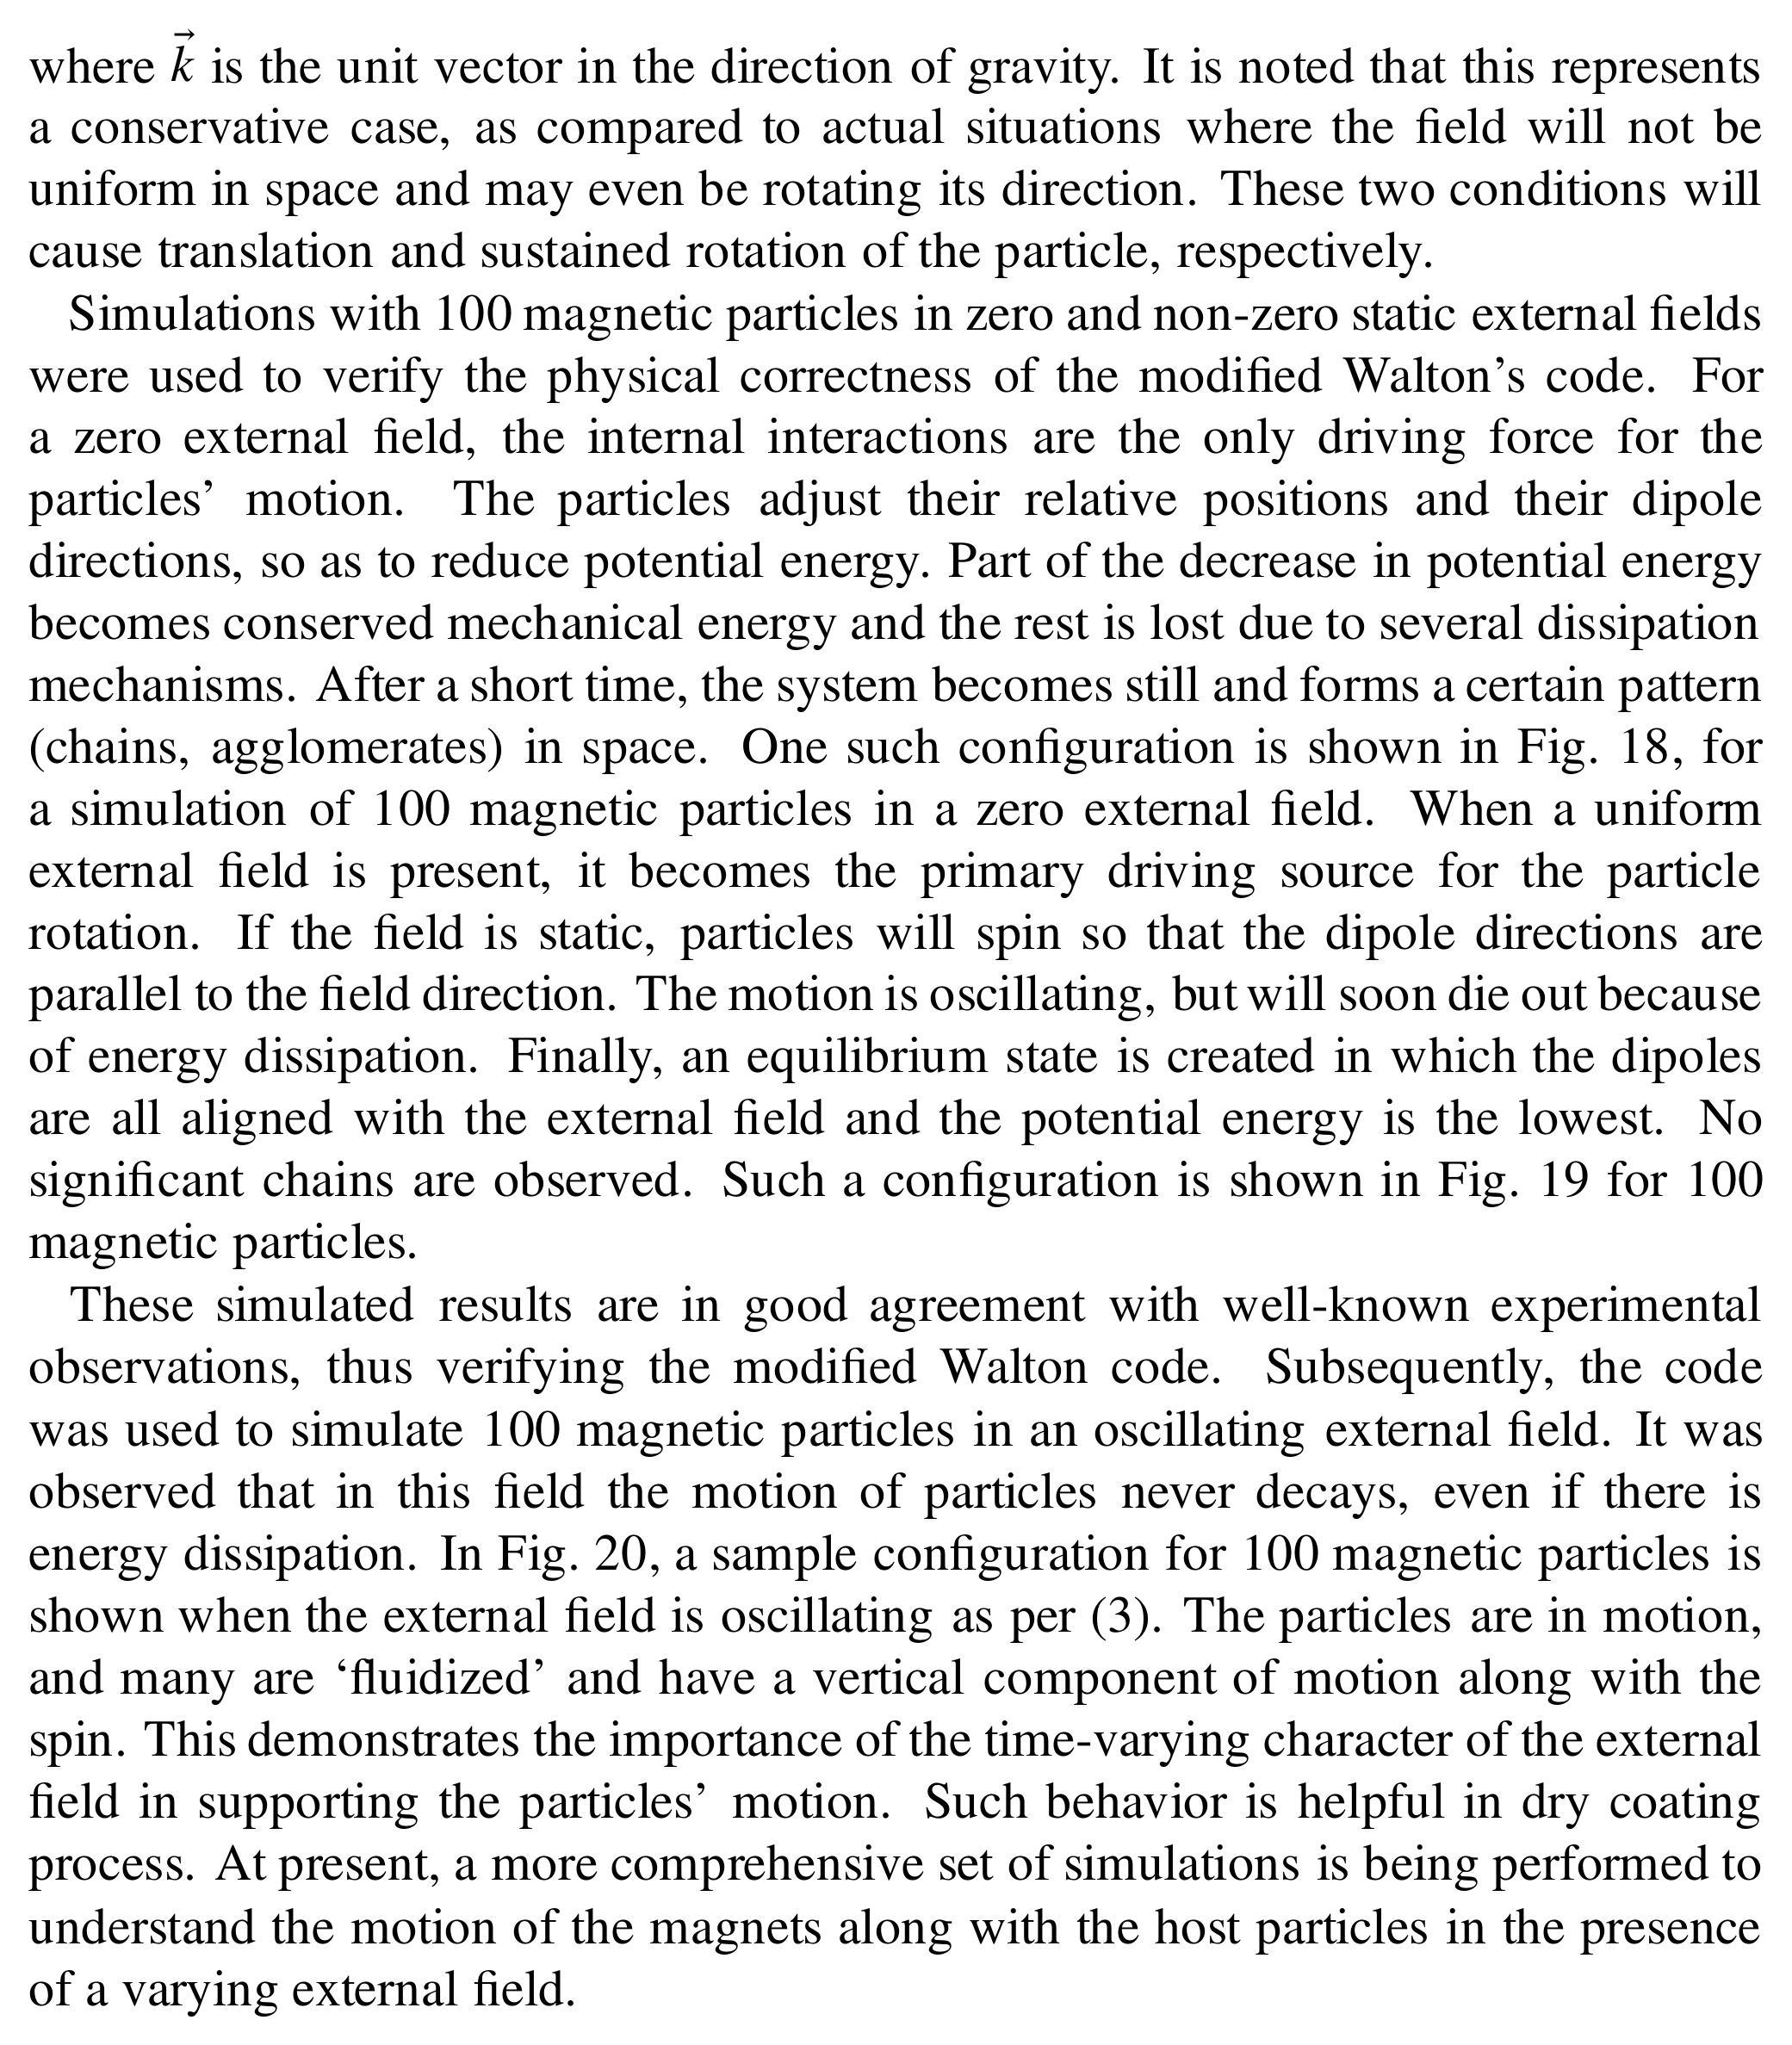 where \vec{k} is the unit vector in the direction of gravity. It is noted that this represents
a conservative case, as compared to actual situations where the field will not be
uniform in space and may even be rotating its direction. These two conditions will
cause translation and sustained rotation of the particle, respectively.
Simulations with 100 magnetic particles in zero and non-zero static external fields
were used to verify the physical correctness of the modified Walton’s code. For
a zero external field, the internal interactions are the only driving force for the
particles’ motion. The particles adjust their relative positions and their dipole
directions, so as to reduce potential energy. Part of the decrease in potential energy
becomes conserved mechanical energy and the rest is lost due to several dissipation
mechanisms. After a short time, the system becomes still and forms a certain pattern
(chains, agglomerates) in space. One such configuration is shown in Fig. 18, for
a simulation of 100 magnetic particles in a zero external field. When a uniform
external field is present, it becomes the primary driving source for the particle
rotation. If the field is static, particles will spin so that the dipole directions are
parallel to the field direction. The motion is oscillating, but will soon die out because
of energy dissipation. Finally, an equilibrium state is created in which the dipoles
are all aligned with the external field and the potential energy is the lowest. No
significant chains are observed. Such a configuration is shown in Fig. 19 for 100
magnetic particles.
These simulated results are in good agreement with well-known experimental
observations, thus verifying the modified Walton code. Subsequently, the code
was used to simulate 100 magnetic particles in an oscillating external field. It was
observed that in this field the motion of particles never decays, even if there is
energy dissipation. In Fig. 20, a sample configuration for 100 magnetic particles is
shown when the external field is oscillating as per (3). The particles are in motion,
and many are ‘fluidized’ and have a vertical component of motion along with the
spin. This demonstrates the importance of the time-varying character of the external
field in supporting the particles’ motion. Such behavior is helpful in dry coating
process. At present, a more comprehensive set of simulations is being performed to
understand the motion of the magnets along with the host particles in the presence
of a varying external field.